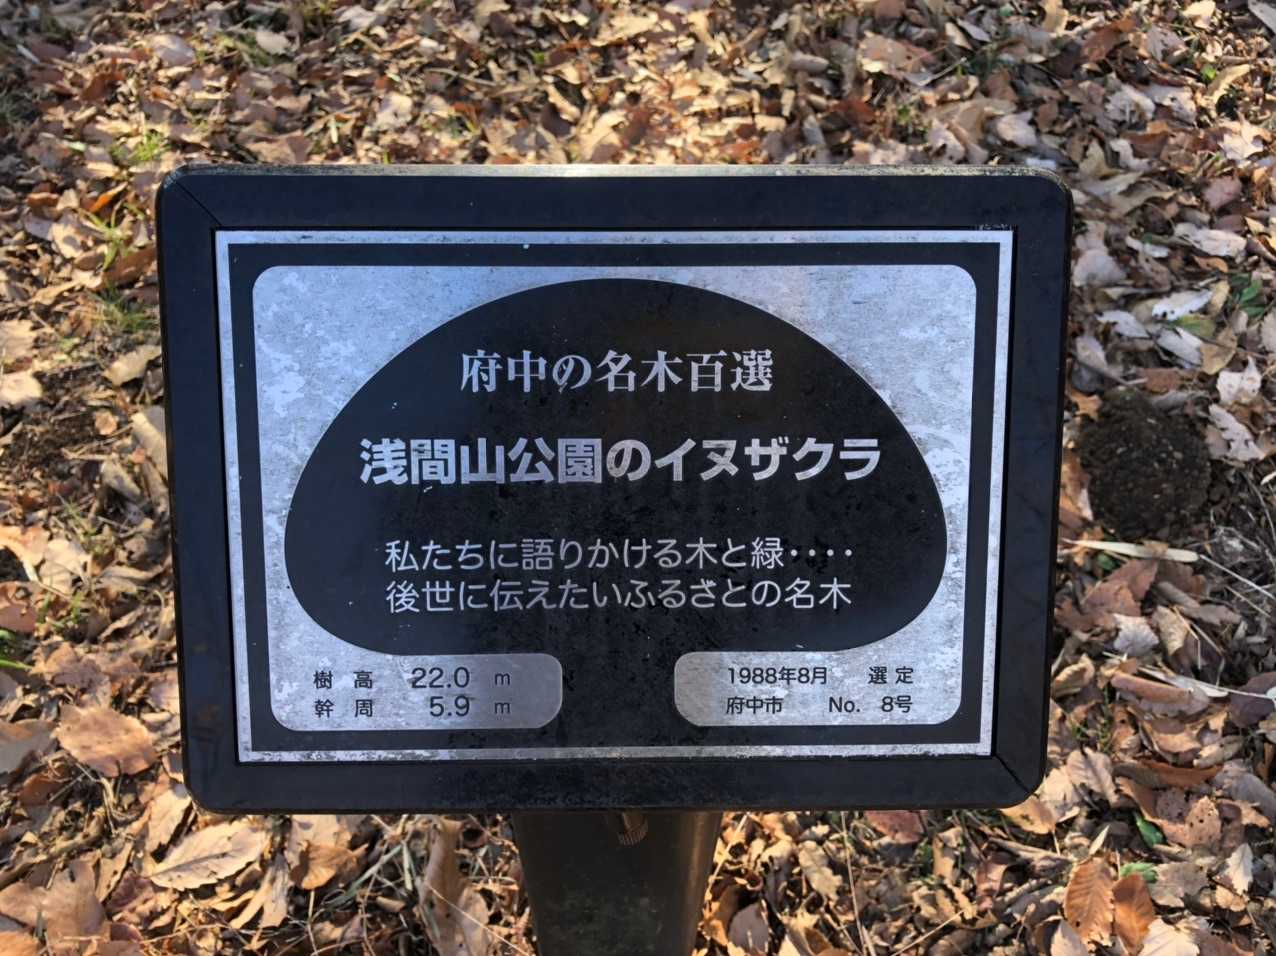 府中の名木百選
浅間山公園のイヌザクラ
私たちに語りかける木と緑‥‥
後世に伝えたいふるさとの名木
樹 高 22.0 m
幹 周 5.9 m
1988年8月 選 定
府中市 No. 8号